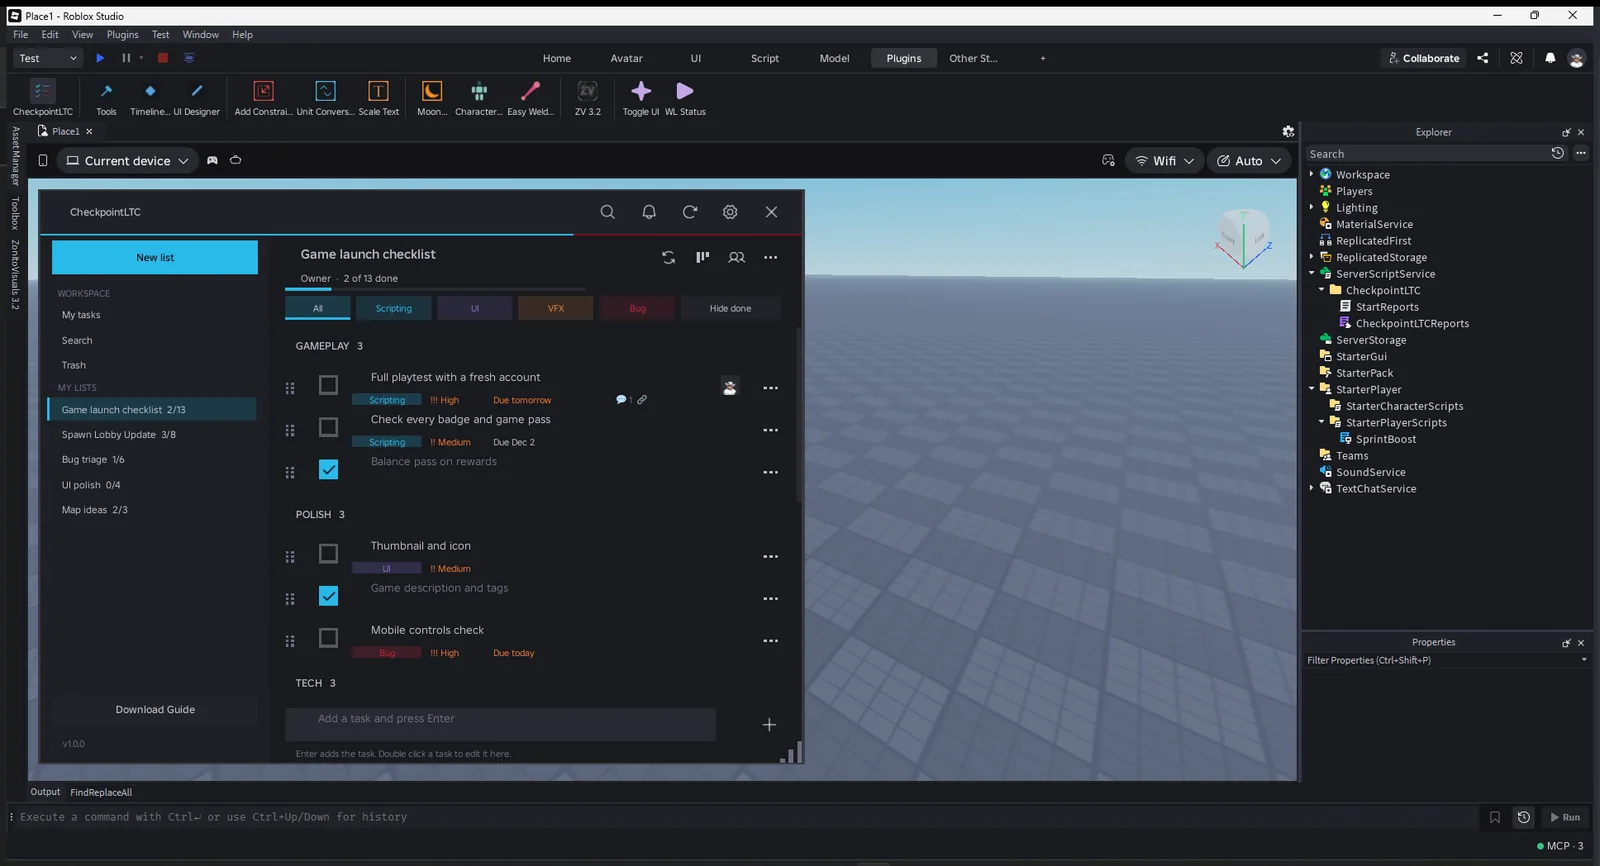 Place1 - Roblox Studio
File Edit View Plugins Test Window Help
Test
Home Avatar UI Script Model Plugins Other St... +
Collaborate
CheckpointLTC Tools Timeline... UI Designer Add Constrai... Unit Convers... Scale Text Moon... Character... Easy Weld... ZV 3.2 Toggle UI WL Status
Asset Manager
Toolbox
ZonitoVisuals 3.2
Place1
Current device
Wifi
Auto
CheckpointLTC
New list
WORKSPACE
My tasks
Search
Trash
MY LISTS
Game launch checklist 2/13
Spawn Lobby Update 3/8
Bug triage 1/6
UI polish 0/4
Map ideas 2/3
Download Guide
v1.0.0
Game launch checklist
Owner · 2 of 13 done
All Scripting UI VFX Bug Hide done
GAMEPLAY 3
Full playtest with a fresh account
Scripting !!! High Due tomorrow 1
Check every badge and game pass
Scripting !! Medium Due Dec 2
Balance pass on rewards
POLISH 3
Thumbnail and icon
UI !! Medium
Game description and tags
Mobile controls check
Bug !!! High Due today
TECH 3
Add a task and press Enter
Enter adds the task. Double click a task to edit it here.
X
Z
Explorer
Search
Workspace
Players
Lighting
MaterialService
ReplicatedFirst
ReplicatedStorage
ServerScriptService
CheckpointLTC
StartReports
CheckpointLTCReports
ServerStorage
StarterGui
StarterPack
StarterPlayer
StarterCharacterScripts
StarterPlayerScripts
SprintBoost
Teams
SoundService
TextChatService
Properties
Filter Properties (Ctrl+Shift+P)
Output FindReplaceAll
Execute a command with Ctrl↵ or use Ctrl+Up/Down for history
Run
MCP · 3